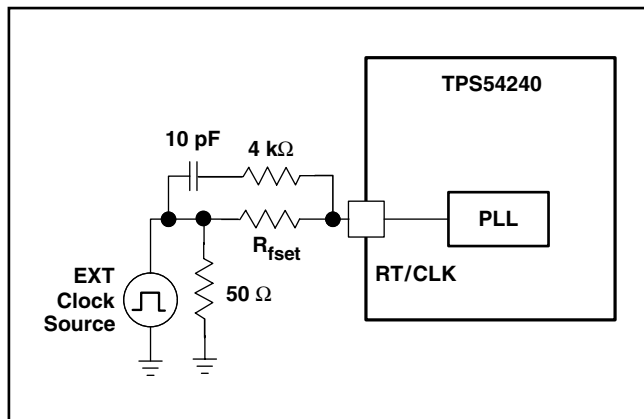 TPS54240
10 pF
4 kΩ
PLL
R_fset
RT/CLK
EXT
Clock
Source
50 Ω